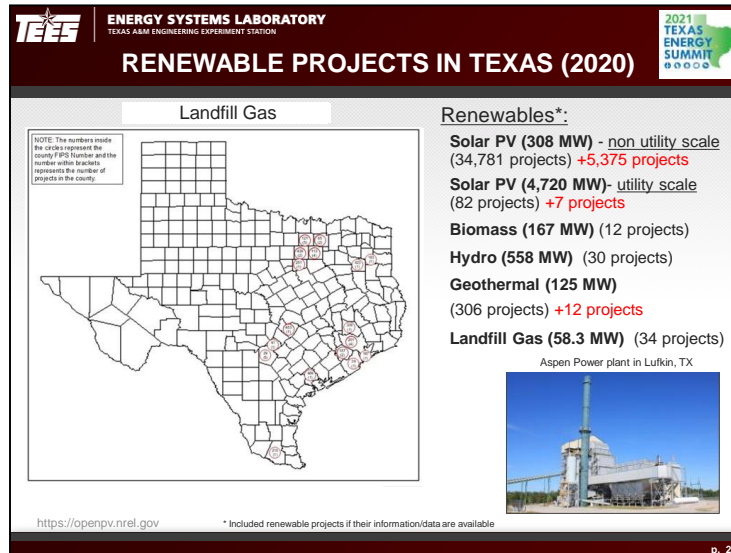 TEES
ENERGY SYSTEMS LABORATORY
TEXAS A&M ENGINEERING EXPERIMENT STATION
2021
TEXAS
ENERGY
SUMMIT
RENEWABLE PROJECTS IN TEXAS (2020)
Landfill Gas
NOTE: The numbers inside
the circles represent the
county FIPS Number and the
number within brackets
represents the number of
projects in the county.
Renewables*:
Solar PV (308 MW) - non utility scale
(34,781 projects) +5,375 projects
Solar PV (4,720 MW)- utility scale
(82 projects) +7 projects
Biomass (167 MW) (12 projects)
Hydro (558 MW) (30 projects)
Geothermal (125 MW)
(306 projects) +12 projects
Landfill Gas (58.3 MW) (34 projects)
Aspen Power plant in Lufkin, TX
https://openpv.nrel.gov
* Included renewable projects if their information/data are available
p. 2